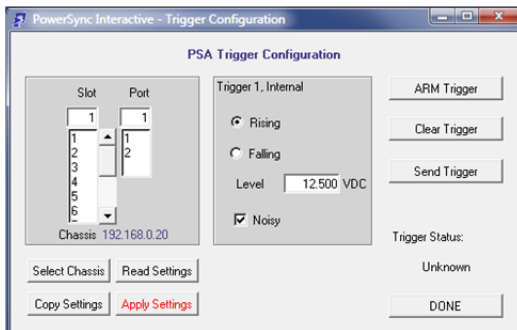 PowerSync Interactive - Trigger Configuration
PSA Trigger Configuration
Slot Port
1 1
1
2
3
4
5
6
1
2
Chassis 192.168.0.20
Trigger 1, Internal
Rising
Falling
Level 12.500 VDC
Noisy
ARM Trigger
Clear Trigger
Send Trigger
Trigger Status:
Unknown
Select Chassis Read Settings
Copy Settings Apply Settings
DONE